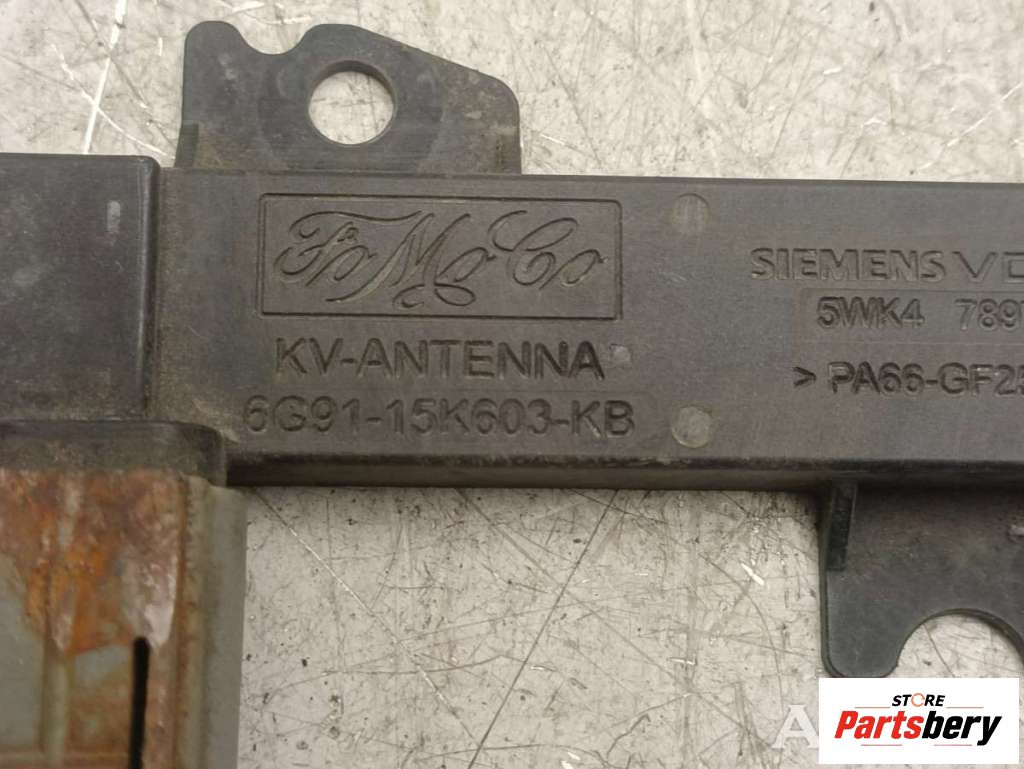 FoMoCo
KV-ANTENNA
6G91-15K603-KB
SIEMENS
5WK4
> PA66-GF
STORE
Partsbery